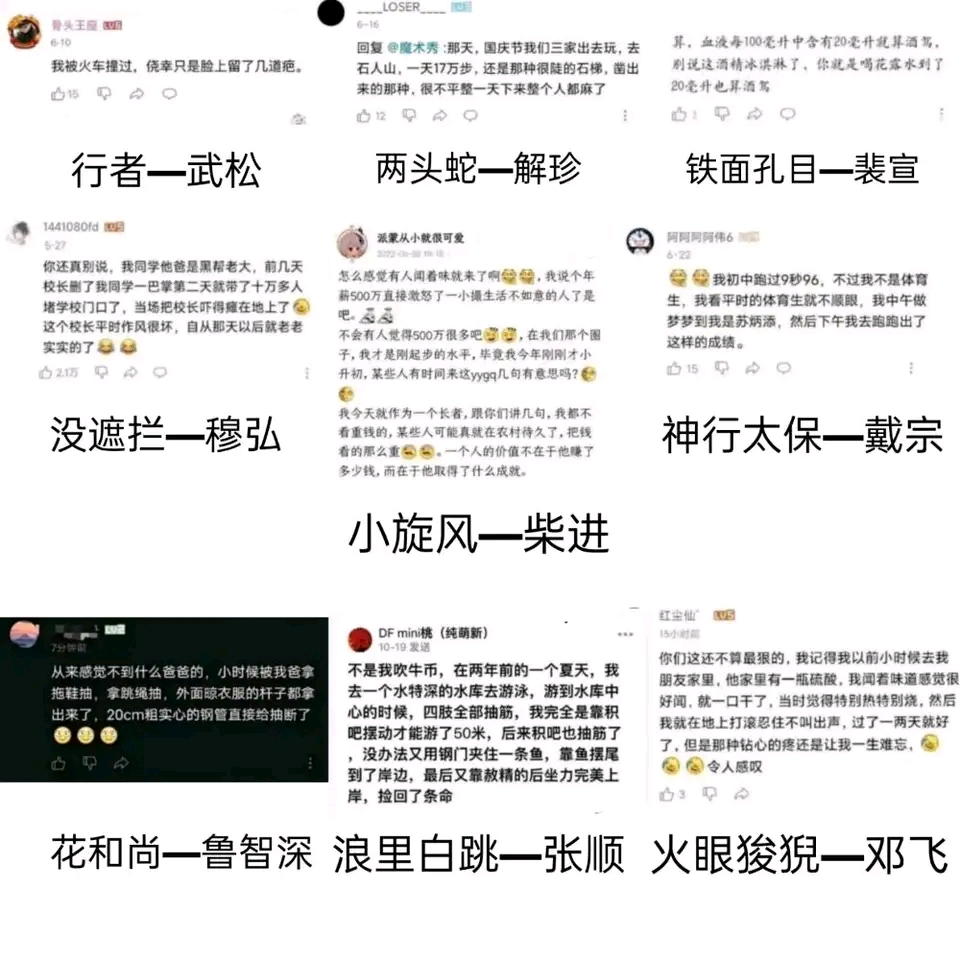 骨头王座 LV6
6-10
我被火车撞过，侥幸只是脸上留了几道疤。
15
行者—武松
____LOSER____ LV5
6-16
回复 @魔术秀 :那天，国庆节我们三家出去玩，去
石人山，一天17万步，还是那种很陡的石梯，凿出
来的那种，很不平整一天下来整个人都麻了
12
两头蛇—解珍
算，血液每100毫升中含有20毫升就算酒驾，
别说这酒精冰淇淋了，你就是喝花露水到了
20毫升也算酒驾
铁面孔目—裴宣
1441080fd LV5
5-27
你还真别说，我同学他爸是黑帮老大，前几天
校长删了我同学一巴掌第二天就带了十万多人
堵学校门口了，当场把校长吓得瘫在地上了
这个校长平时作风很坏，自从那天以后就老老
实实的了
2.1万
没遮拦—穆弘
派蒙从小就很可爱
怎么感觉有人闻着味就来了啊，我说个年
薪500万直接激怒了一小撮生活不如意的人了是
吧。
不会有人觉得500万很多吧，在我们那个圈
子，我才是刚起步的水平，毕竟我今年刚刚才小
升初，某些人有时间来这yygq几句有意思吗？
我今天就作为一个长者，跟你们讲几句，我都不
看重钱的，某些人可能真就在农村待久了，把钱
看的那么重。一个人的价值不在于他赚了
多少钱，而在于他取得了什么成就。
小旋风—柴进
阿阿阿阿伟6
6-22
我初中跑过9秒96，不过我不是体育
生，我看平时的体育生就不顺眼，我中午做
梦梦到我是苏炳添，然后下午我去跑跑出了
这样的成绩。
15
神行太保—戴宗
7分钟前
从来感觉不到什么爸爸的，小时候被我爸拿
拖鞋抽，拿跳绳抽，外面晾衣服的杆子都拿
出来了，20cm粗实心的钢管直接给抽断了
花和尚—鲁智深
DF mini桃（纯萌新）
10-19 发送
不是我吹牛币，在两年前的一个夏天，我
去一个水特深的水库去游泳，游到水库中
心的时候，四肢全部抽筋，我完全是靠积
吧摆动才能游了50米，后来积吧也抽筋了
，没办法又用钢门夹住一条鱼，靠鱼摆尾
到了岸边，最后又靠赦精的后坐力完美上
岸，捡回了条命
浪里白跳—张顺
红尘仙 LV5
15小时前
你们这还不算最狠的，我记得我以前小时候去我
朋友家里，他家里有一瓶硫酸，我闻着味道感觉很
好闻，就一口干了，当时觉得特别热特别烧，然后
我就在地上打滚忍住不叫出声，过了一两天就好
了，但是那种钻心的疼还是让我一生难忘，
令人感叹
3
火眼狻猊—邓飞